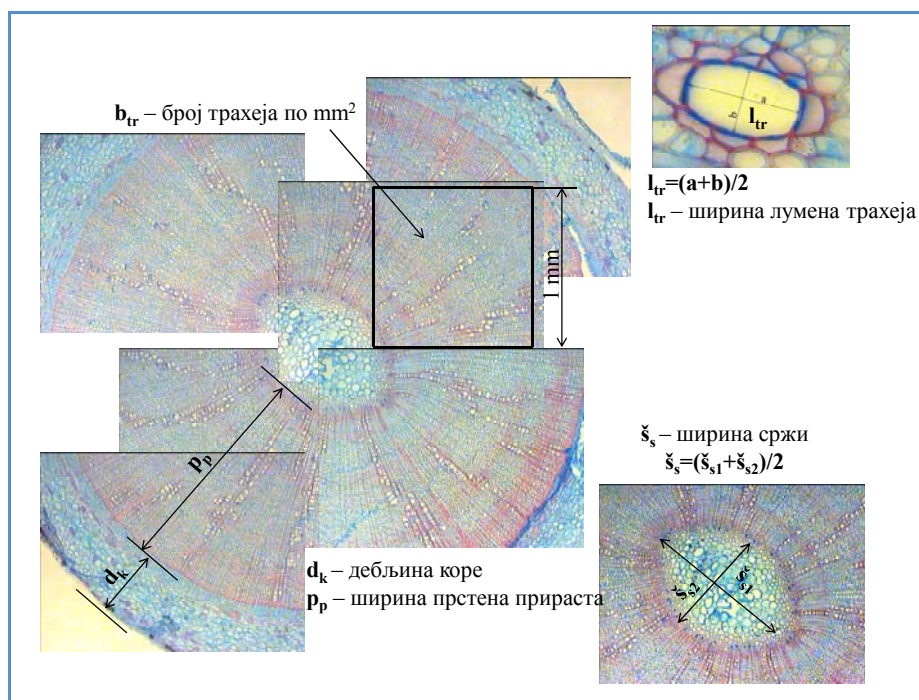 b_tr – број трахеја по mm²
a
b
l_tr
l_tr=(a+b)/2
l_tr – ширина лумена трахеја
1 mm
p_p
d_k
d_k – дебљина коре
p_p – ширина прстена прираста
š_s – ширина сржи
š_s=(š_s1+š_s2)/2
š_s2
š_s1